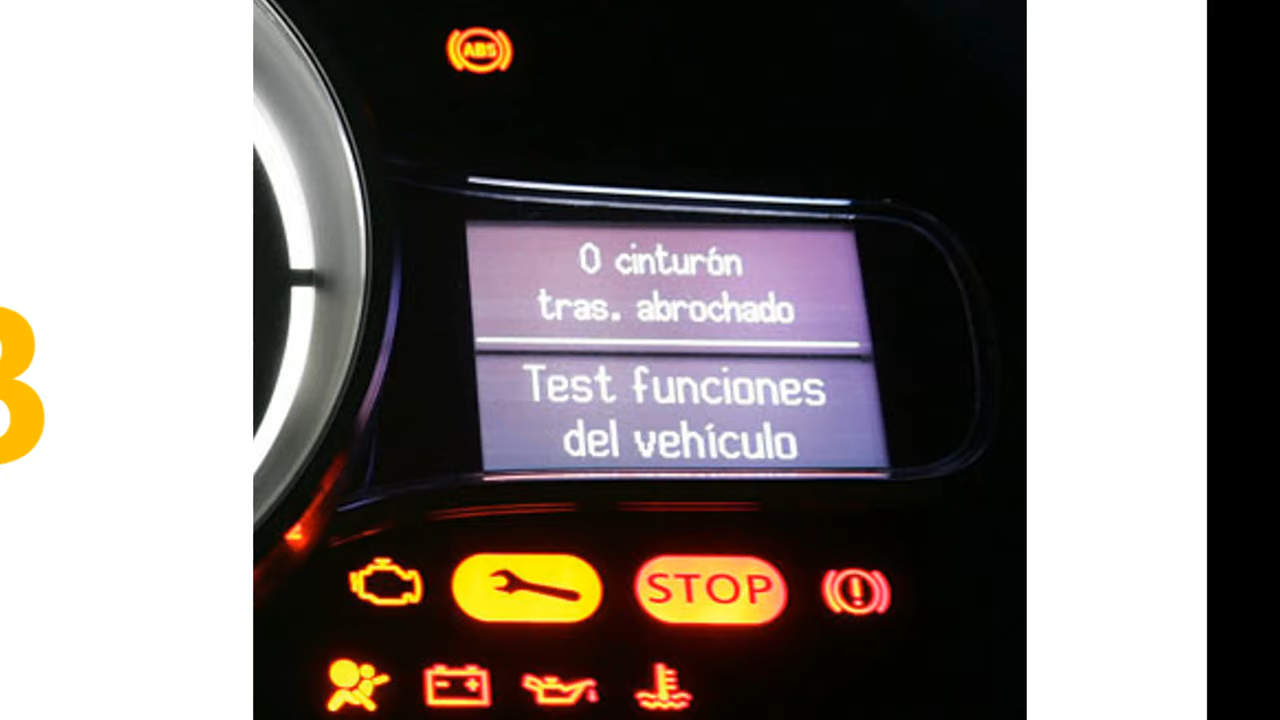 ABS
0 cinturón
tras. abrochado
Test funciones
del vehículo
STOP